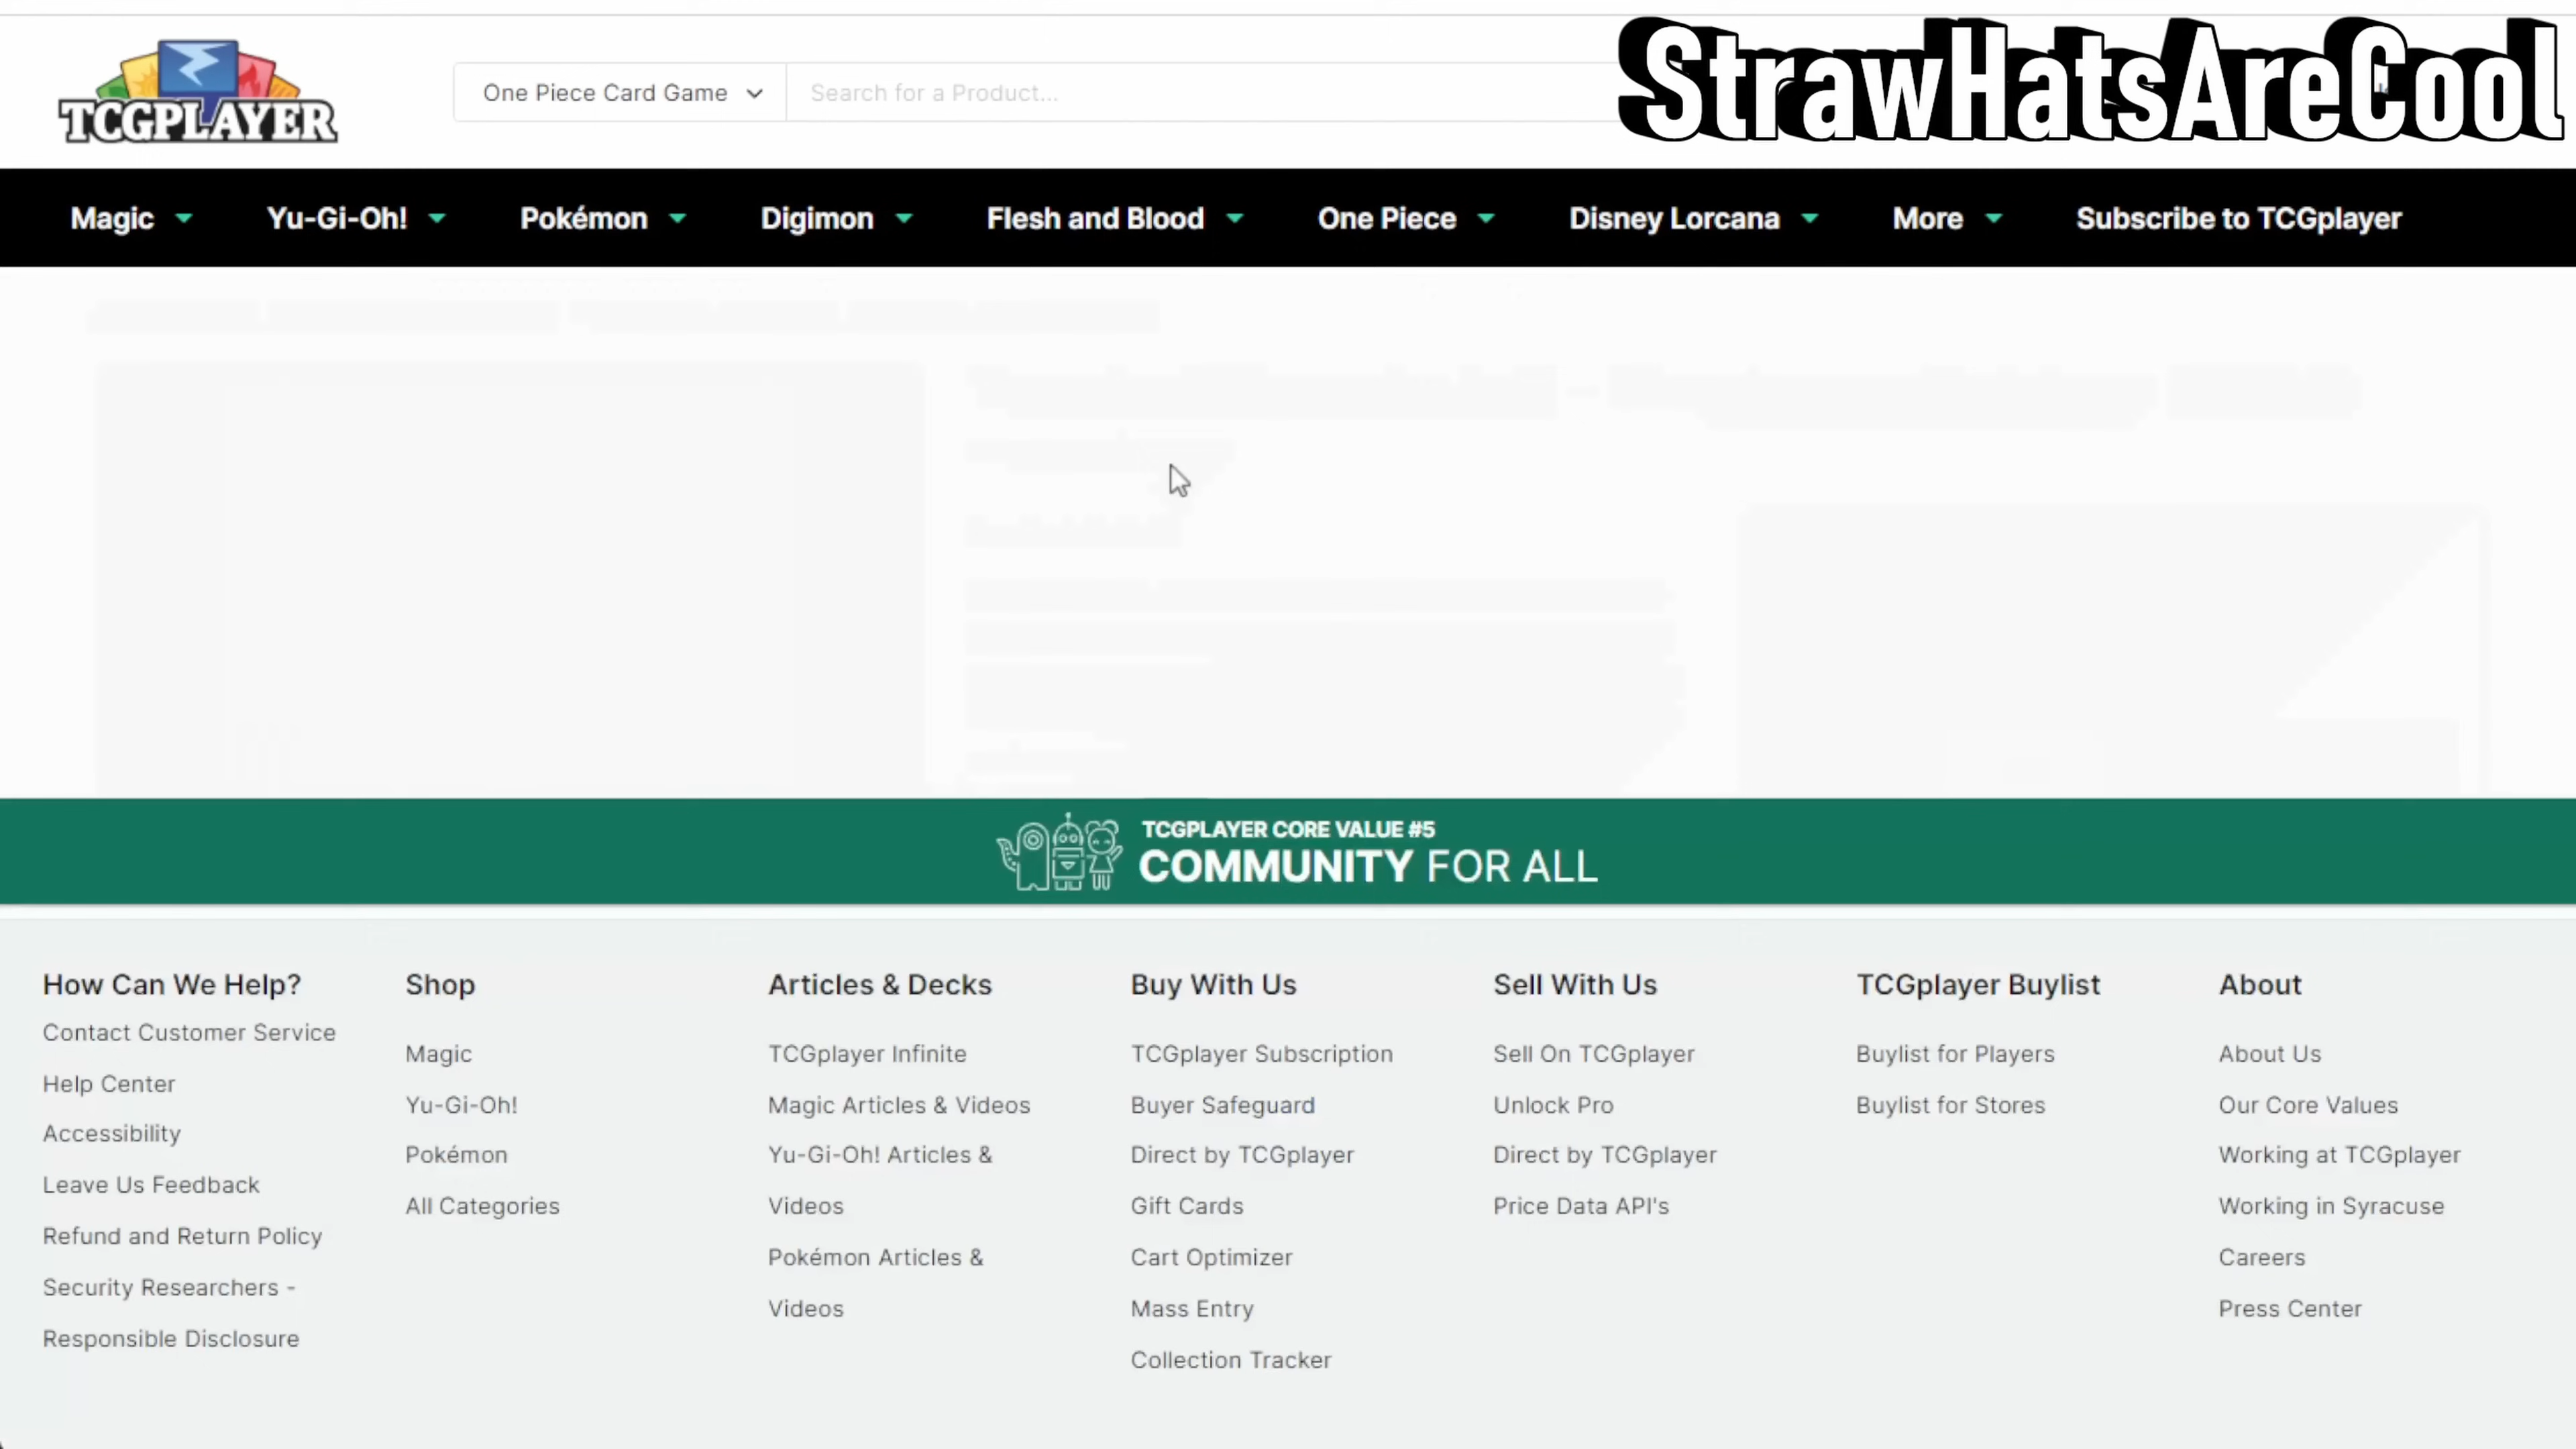 StrawHatsAreCool
TCGPLAYER
One Piece Card Game
Search for a Product...
Magic
Yu-Gi-Oh!
Pokémon
Digimon
Flesh and Blood
One Piece
Disney Lorcana
More
Subscribe to TCGplayer
TCGPLAYER CORE VALUE #5
COMMUNITY FOR ALL
How Can We Help?
Contact Customer Service
Help Center
Accessibility
Leave Us Feedback
Refund and Return Policy
Security Researchers -
Responsible Disclosure
Shop
Magic
Yu-Gi-Oh!
Pokémon
All Categories
Articles & Decks
TCGplayer Infinite
Magic Articles & Videos
Yu-Gi-Oh! Articles &
Videos
Pokémon Articles &
Videos
Buy With Us
TCGplayer Subscription
Buyer Safeguard
Direct by TCGplayer
Gift Cards
Cart Optimizer
Mass Entry
Collection Tracker
Sell With Us
Sell On TCGplayer
Unlock Pro
Direct by TCGplayer
Price Data API's
TCGplayer Buylist
Buylist for Players
Buylist for Stores
About
About Us
Our Core Values
Working at TCGplayer
Working in Syracuse
Careers
Press Center